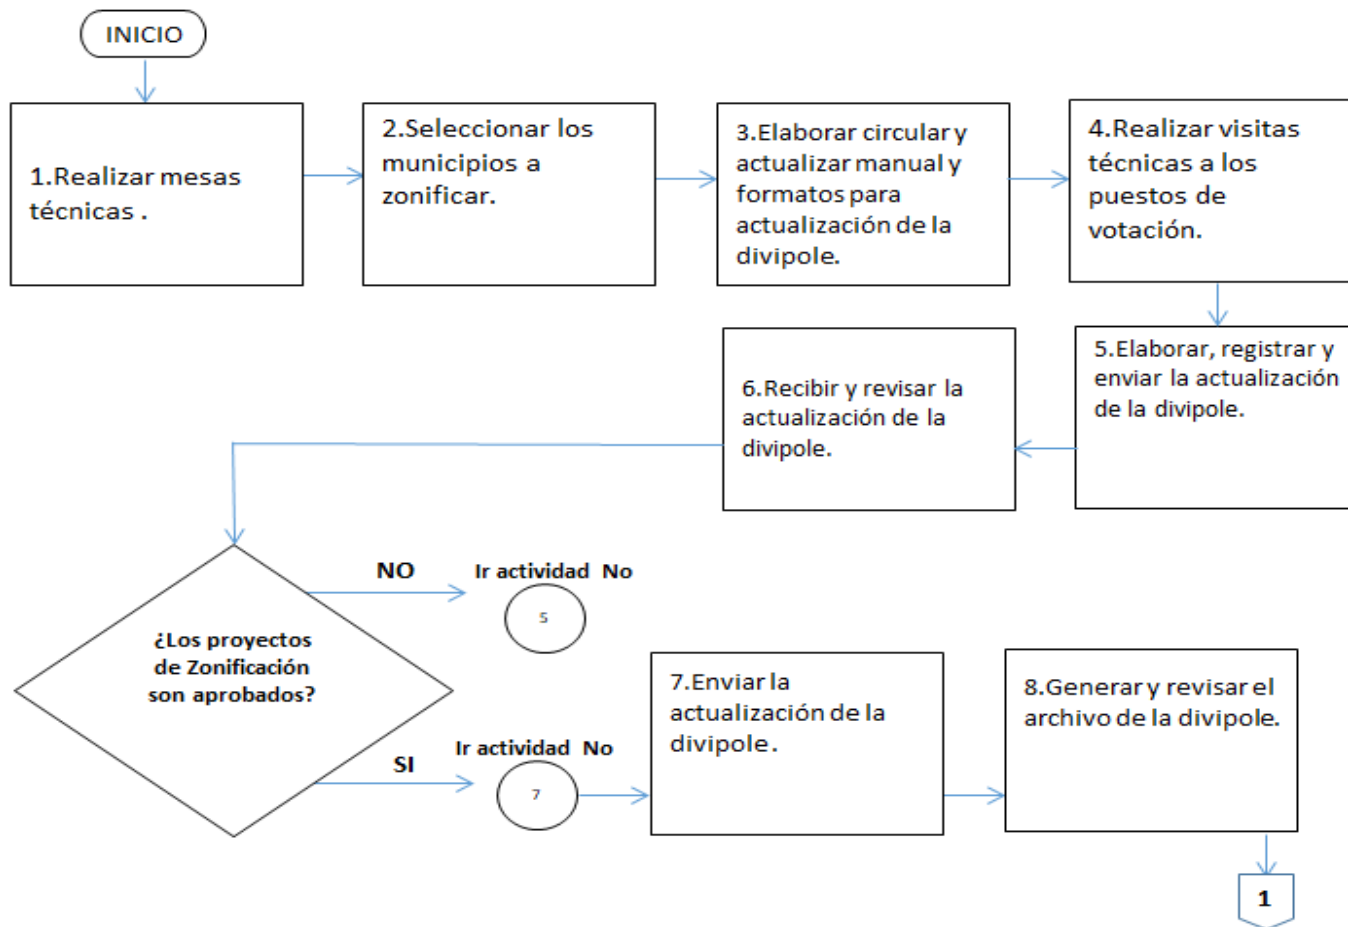 INICIO
1.Realizar mesas
técnicas .
2.Seleccionar los
municipios a
zonificar.
3.Elaborar circular y
actualizar manual y
formatos para
actualización de la
divipole.
4.Realizar visitas
técnicas a los
puestos de
votación.
5.Elaborar, registrar y
enviar la actualización
de la divipole.
6.Recibir y revisar la
actualización de la
divipole.
¿Los proyectos
de Zonificación
son aprobados?
NO
Ir actividad No
5
SI
Ir actividad No
7
7.Enviar la
actualización de la
divipole.
8.Generar y revisar el
archivo de la divipole.
1